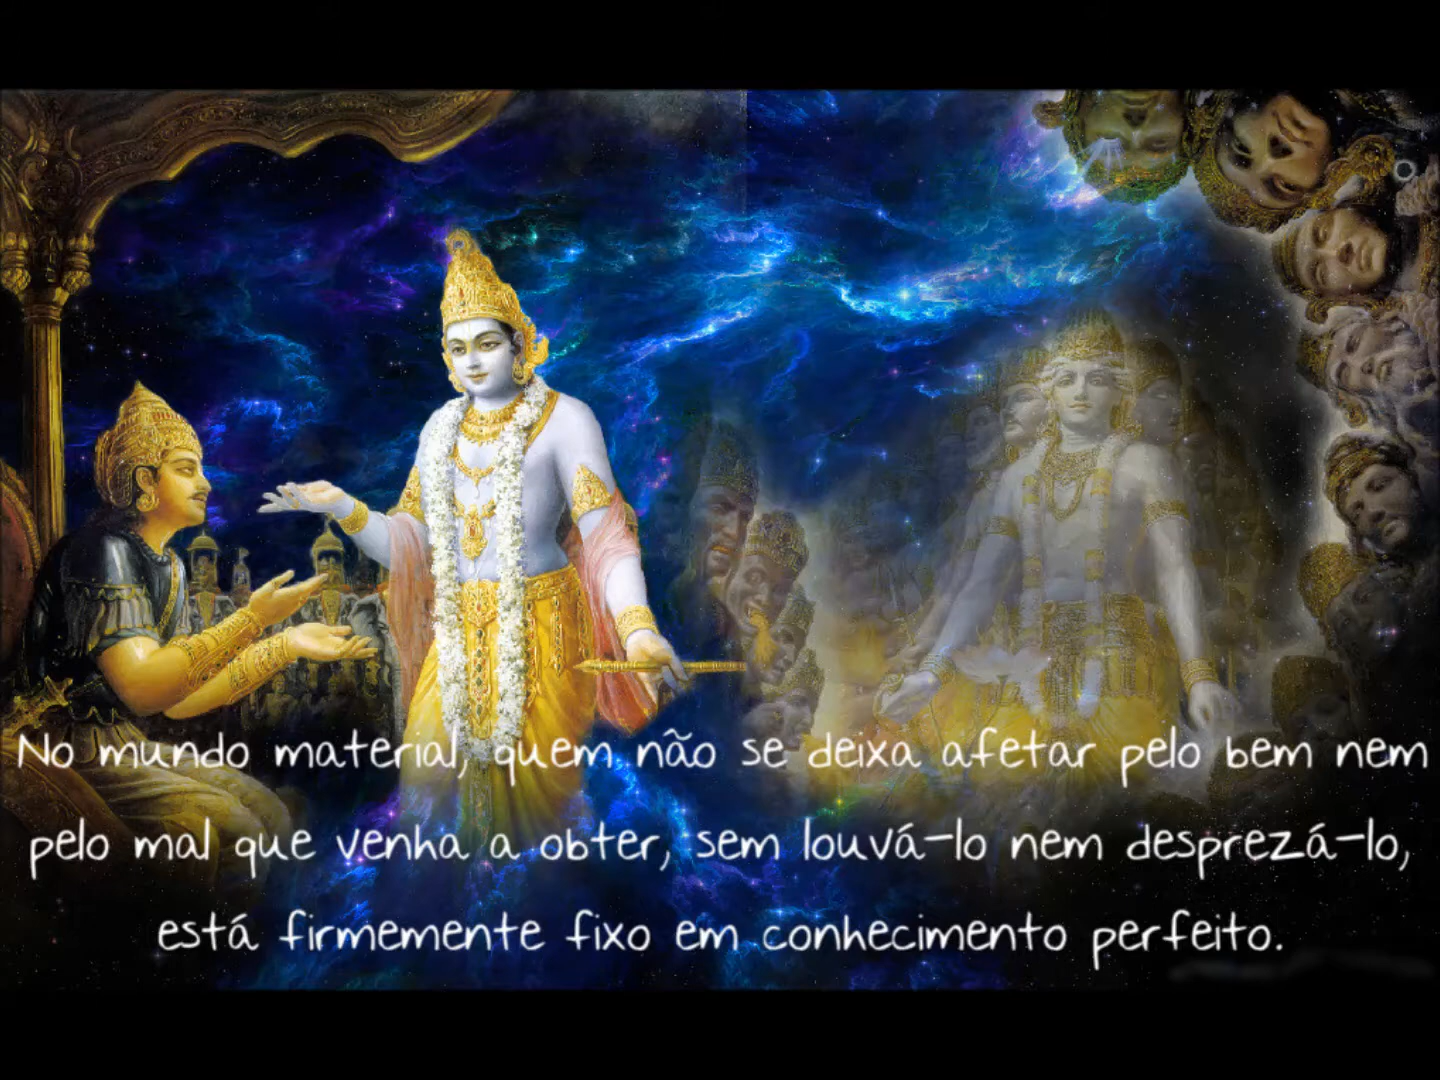 No mundo material, quem não se deixa afetar pelo bem nem
pelo mal que venha a obter, sem louvá-lo nem desprezá-lo,
está firmemente fixo em conhecimento perfeito.